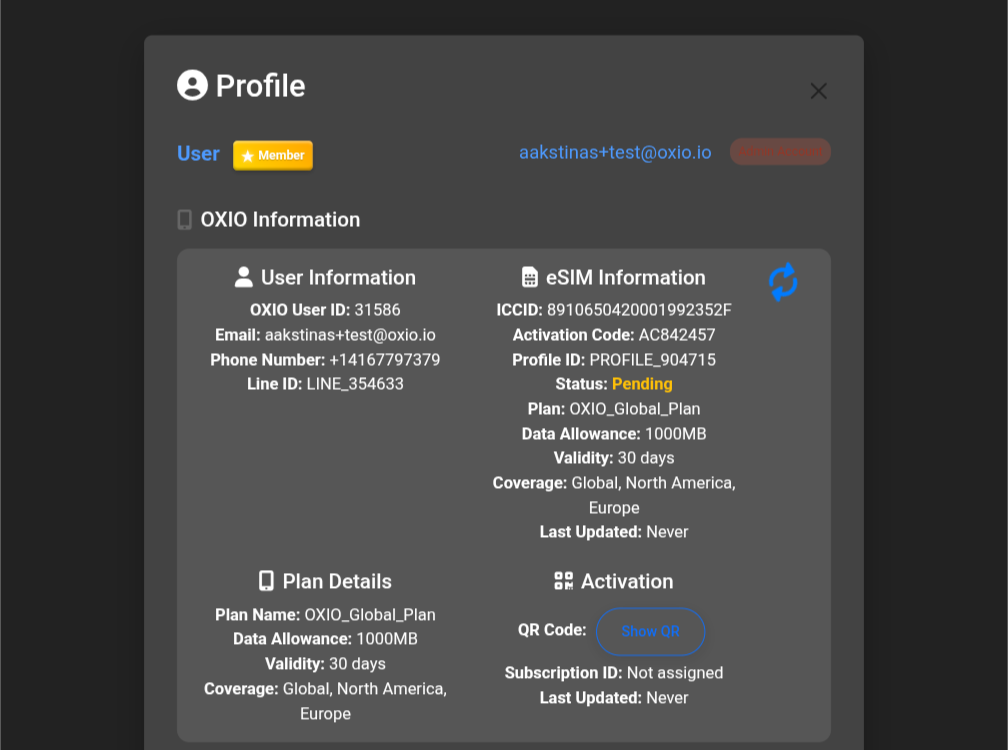 Profile
User
Member
aakstinas+test@oxio.io
OXIO Information
User Information
OXIO User ID: 31586
Email: aakstinas+test@oxio.io
Phone Number: +14167797379
Line ID: LINE_354633
eSIM Information
ICCID: 8910650420001992352F
Activation Code: AC842457
Profile ID: PROFILE_904715
Status: Pending
Plan: OXIO_Global_Plan
Data Allowance: 1000MB
Validity: 30 days
Coverage: Global, North America,
Europe
Last Updated: Never
Plan Details
Plan Name: OXIO_Global_Plan
Data Allowance: 1000MB
Validity: 30 days
Coverage: Global, North America,
Europe
Activation
QR Code: Show QR
Subscription ID: Not assigned
Last Updated: Never